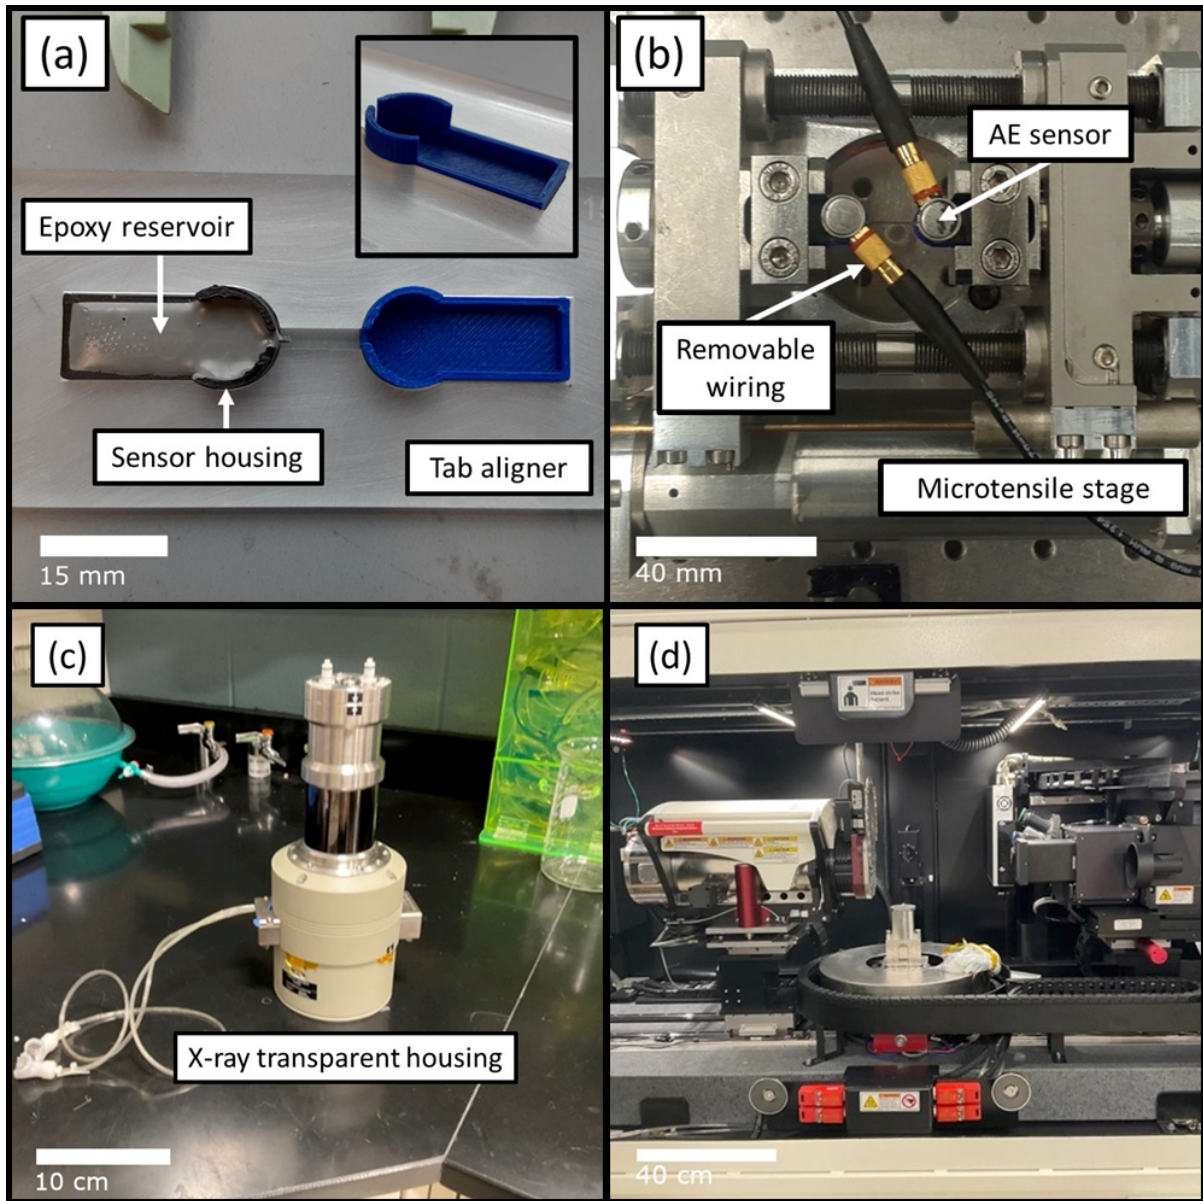 (a)
Epoxy reservoir
Sensor housing
Tab aligner
15 mm
(b)
AE sensor
Removable
wiring
Microtensile stage
40 mm
(c)
X-ray transparent housing
10 cm
(d)
40 cm